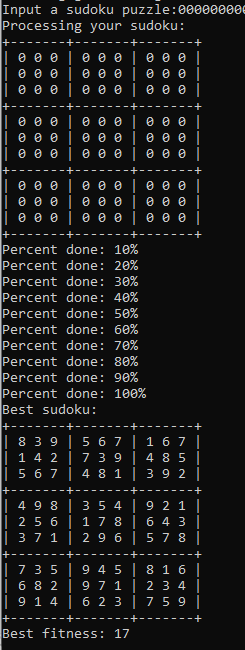 Input a sudoku puzzle:000000000
Processing your sudoku:
+-------+-------+-------+
| 0 0 0 | 0 0 0 | 0 0 0 |
| 0 0 0 | 0 0 0 | 0 0 0 |
| 0 0 0 | 0 0 0 | 0 0 0 |
+-------+-------+-------+
| 0 0 0 | 0 0 0 | 0 0 0 |
| 0 0 0 | 0 0 0 | 0 0 0 |
| 0 0 0 | 0 0 0 | 0 0 0 |
+-------+-------+-------+
| 0 0 0 | 0 0 0 | 0 0 0 |
| 0 0 0 | 0 0 0 | 0 0 0 |
| 0 0 0 | 0 0 0 | 0 0 0 |
+-------+-------+-------+
Percent done: 10%
Percent done: 20%
Percent done: 30%
Percent done: 40%
Percent done: 50%
Percent done: 60%
Percent done: 70%
Percent done: 80%
Percent done: 90%
Percent done: 100%
Best sudoku:
+-------+-------+-------+
| 8 3 9 | 5 6 7 | 1 6 7 |
| 1 4 2 | 7 3 9 | 4 8 5 |
| 5 6 7 | 4 8 1 | 3 9 2 |
+-------+-------+-------+
| 4 9 8 | 3 5 4 | 9 2 1 |
| 2 5 6 | 1 7 8 | 6 4 3 |
| 3 7 1 | 2 9 6 | 5 7 8 |
+-------+-------+-------+
| 7 3 5 | 9 4 5 | 8 1 6 |
| 6 8 2 | 9 7 1 | 2 3 4 |
| 9 1 4 | 6 2 3 | 7 5 9 |
+-------+-------+-------+
Best fitness: 17